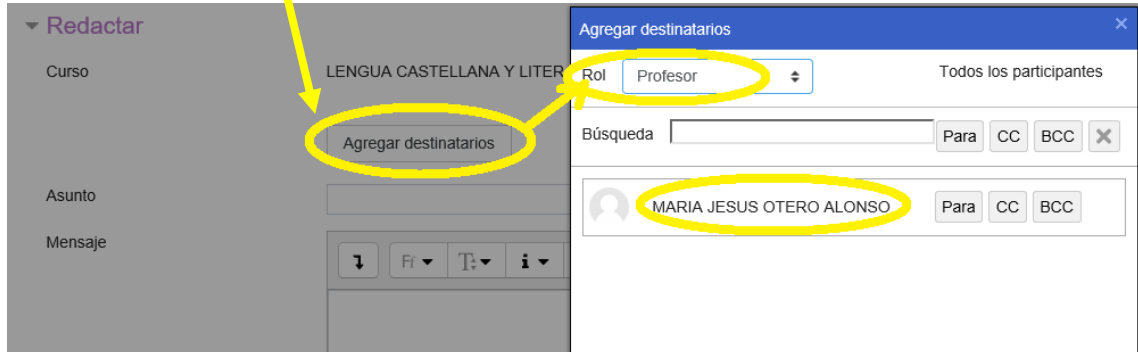 Redactar
Curso
LENGUA CASTELLANA Y LITER
Agregar destinatarios
Asunto
Mensaje
Ff
T
i
Agregar destinatarios
×
Rol
Profesor
Todos los participantes
Búsqueda
Para CC BCC
MARIA JESUS OTERO ALONSO
Para CC BCC